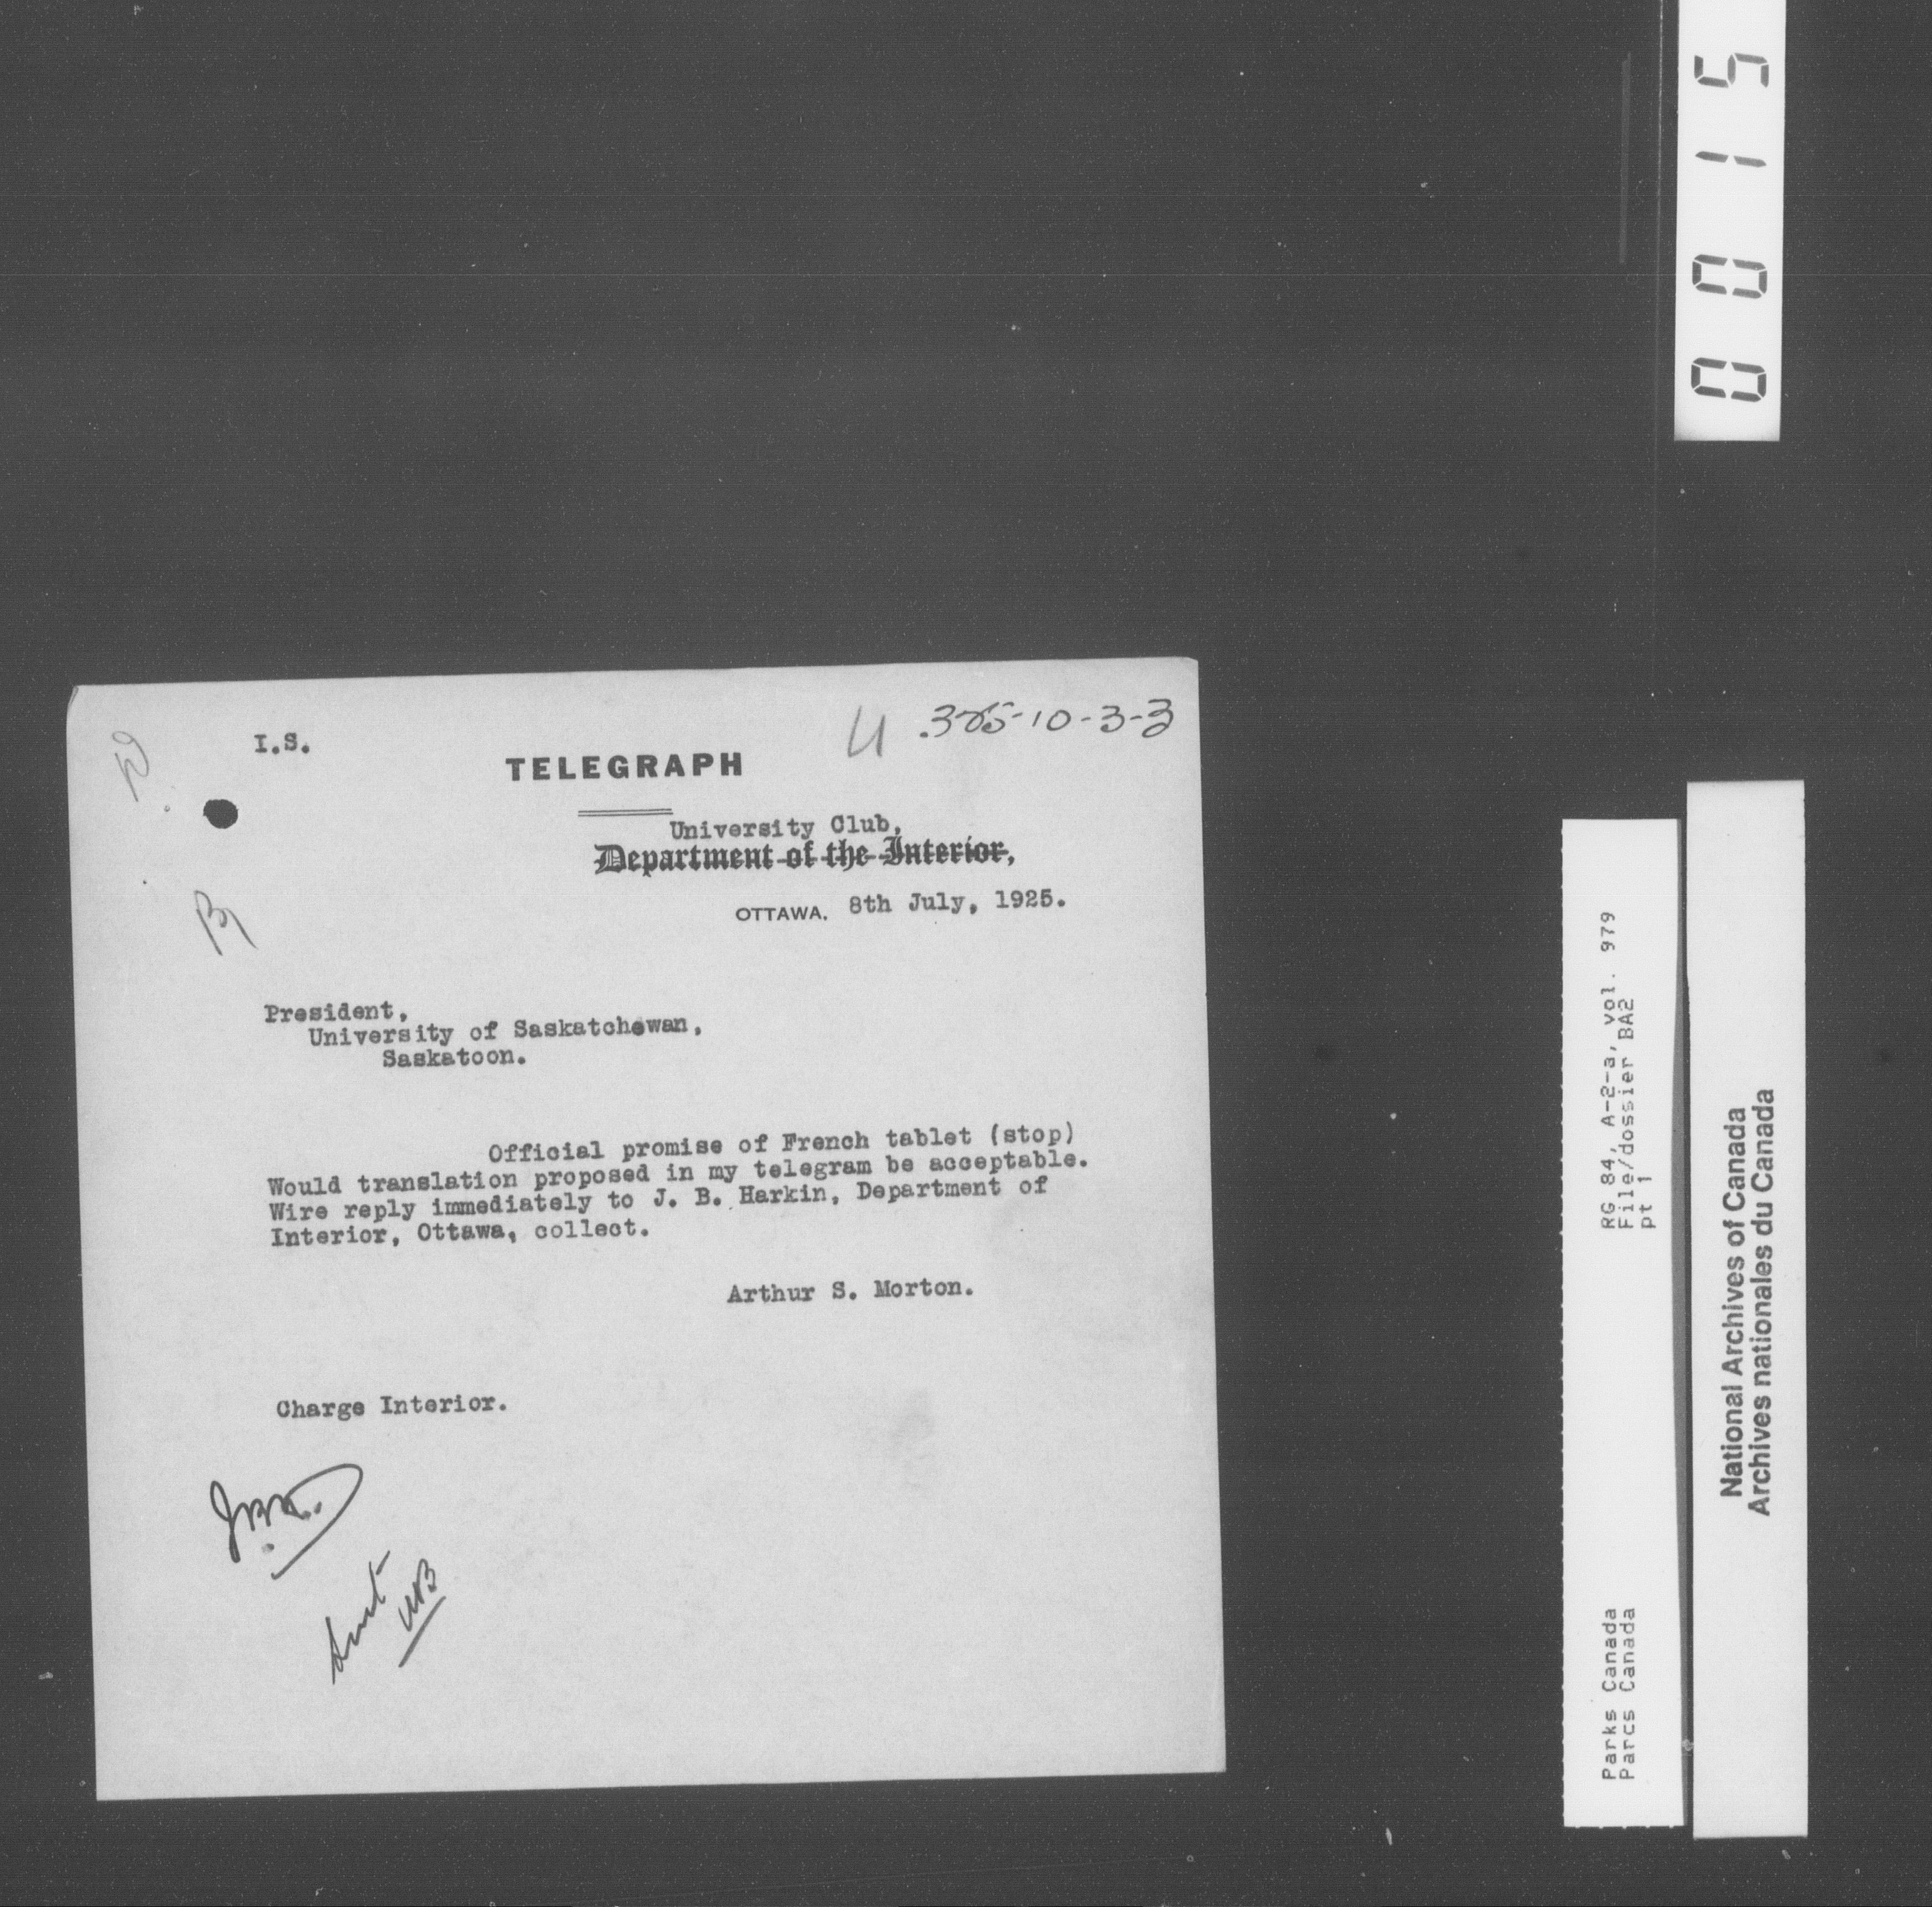 I.S.
U .375-10-3-3
TELEGRAPH
University Club,
Department of the Interior,
OTTAWA, 8th July, 1925.
President,
University of Saskatchewan,
Saskatoon.
Official promise of French tablet (stop)
Would translation proposed in my telegram be acceptable.
Wire reply immediately to J. B. Harkin, Department of
Interior, Ottawa, collect.
Arthur S. Morton.
Charge Interior.
Sent
0015
RG 84, A-2-a, vol. 979
File/dossier BA2
pt 1
Parks Canada
Parcs Canada
National Archives of Canada
Archives nationales du Canada